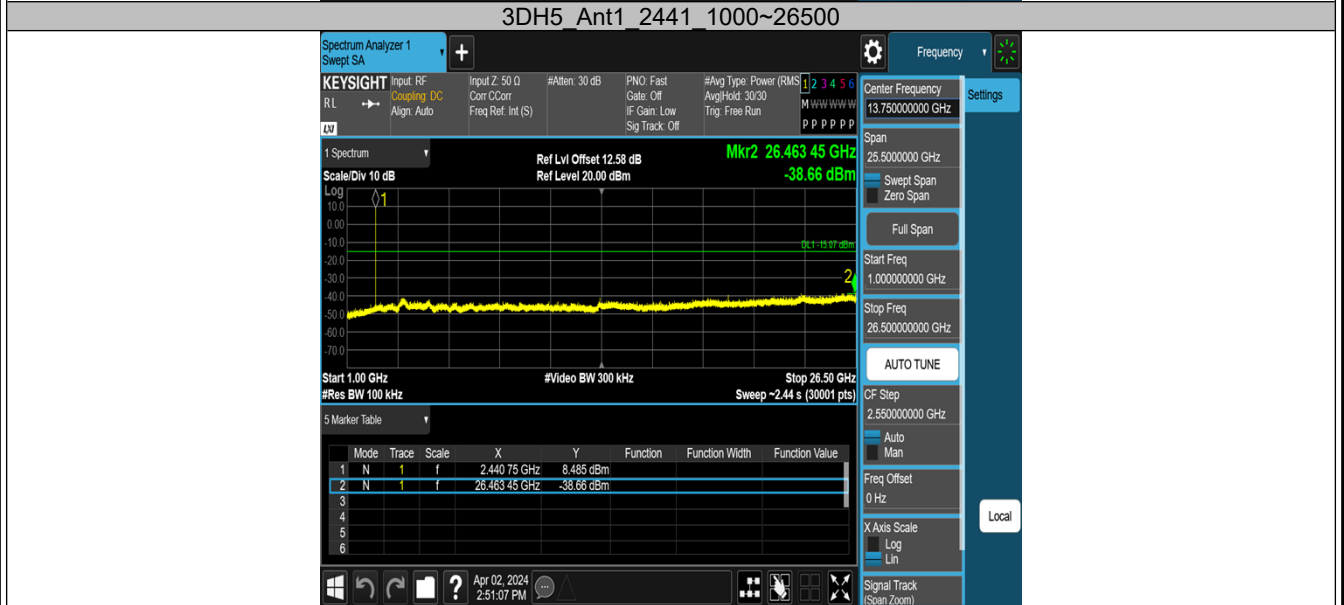 3DH5_Ant1_2441_1000~26500
Spectrum Analyzer 1
Swept SA
+
Frequency
KEYSIGHT
RL
LXI
Input: RF
Coupling: DC
Align: Auto
Input Z: 50 Ω
Corr CCorr
Freq Ref: Int (S)
#Atten: 30 dB
PNO: Fast
Gate: Off
IF Gain: Low
Sig Track: Off
#Avg Type: Power (RMS
Avg|Hold: 30/30
Trig: Free Run
1 2 3 4 5 6
M W W W W W
P P P P P P
1 Spectrum
Scale/Div 10 dB
Ref Lvl Offset 12.58 dB
Ref Level 20.00 dBm
Mkr2 26.463 45 GHz
-38.66 dBm
Log
1
10.0
0.00
-10.0
DL1 -15.07 dBm
-20.0
-30.0
2
-40.0
-50.0
-60.0
-70.0
Start 1.00 GHz
#Video BW 300 kHz
Stop 26.50 GHz
#Res BW 100 kHz
Sweep ~2.44 s (30001 pts)
5 Marker Table
Mode Trace Scale X Y Function Function Width Function Value
1 N 1 f 2.440 75 GHz 8.485 dBm
2 N 1 f 26.463 45 GHz -38.66 dBm
3
4
5
6
Apr 02, 2024
2:51:07 PM
?
Center Frequency
13.750000000 GHz
Settings
Span
25.5000000 GHz
Swept Span
Zero Span
Full Span
Start Freq
1.000000000 GHz
Stop Freq
26.500000000 GHz
AUTO TUNE
CF Step
2.550000000 GHz
Auto
Man
Freq Offset
0 Hz
X Axis Scale
Log
Lin
Local
Signal Track
(Span Zoom)